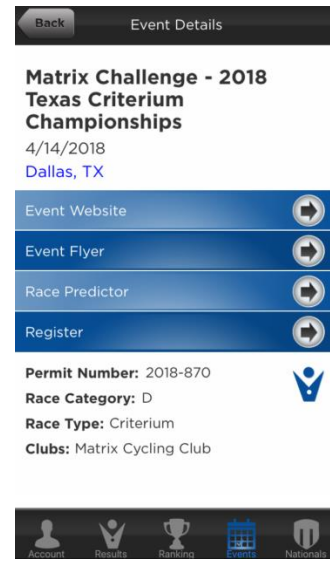 Back
Event Details
Matrix Challenge - 2018
Texas Criterium
Championships
4/14/2018
Dallas, TX
Event Website
Event Flyer
Race Predictor
Register
Permit Number: 2018-870
Race Category: D
Race Type: Criterium
Clubs: Matrix Cycling Club
Account
Results
Ranking
Events
Nationals